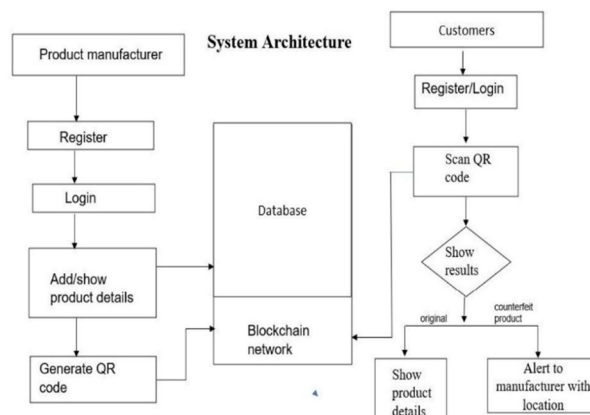 System Architecture
Product manufacturer
Register
Login
Add/show
product details
Generate QR
code
Database
Blockchain
network
Customers
Register/Login
Scan QR
code
Show
results
original
counterfeit
product
Show
product
details
Alert to
manufacturer with
location